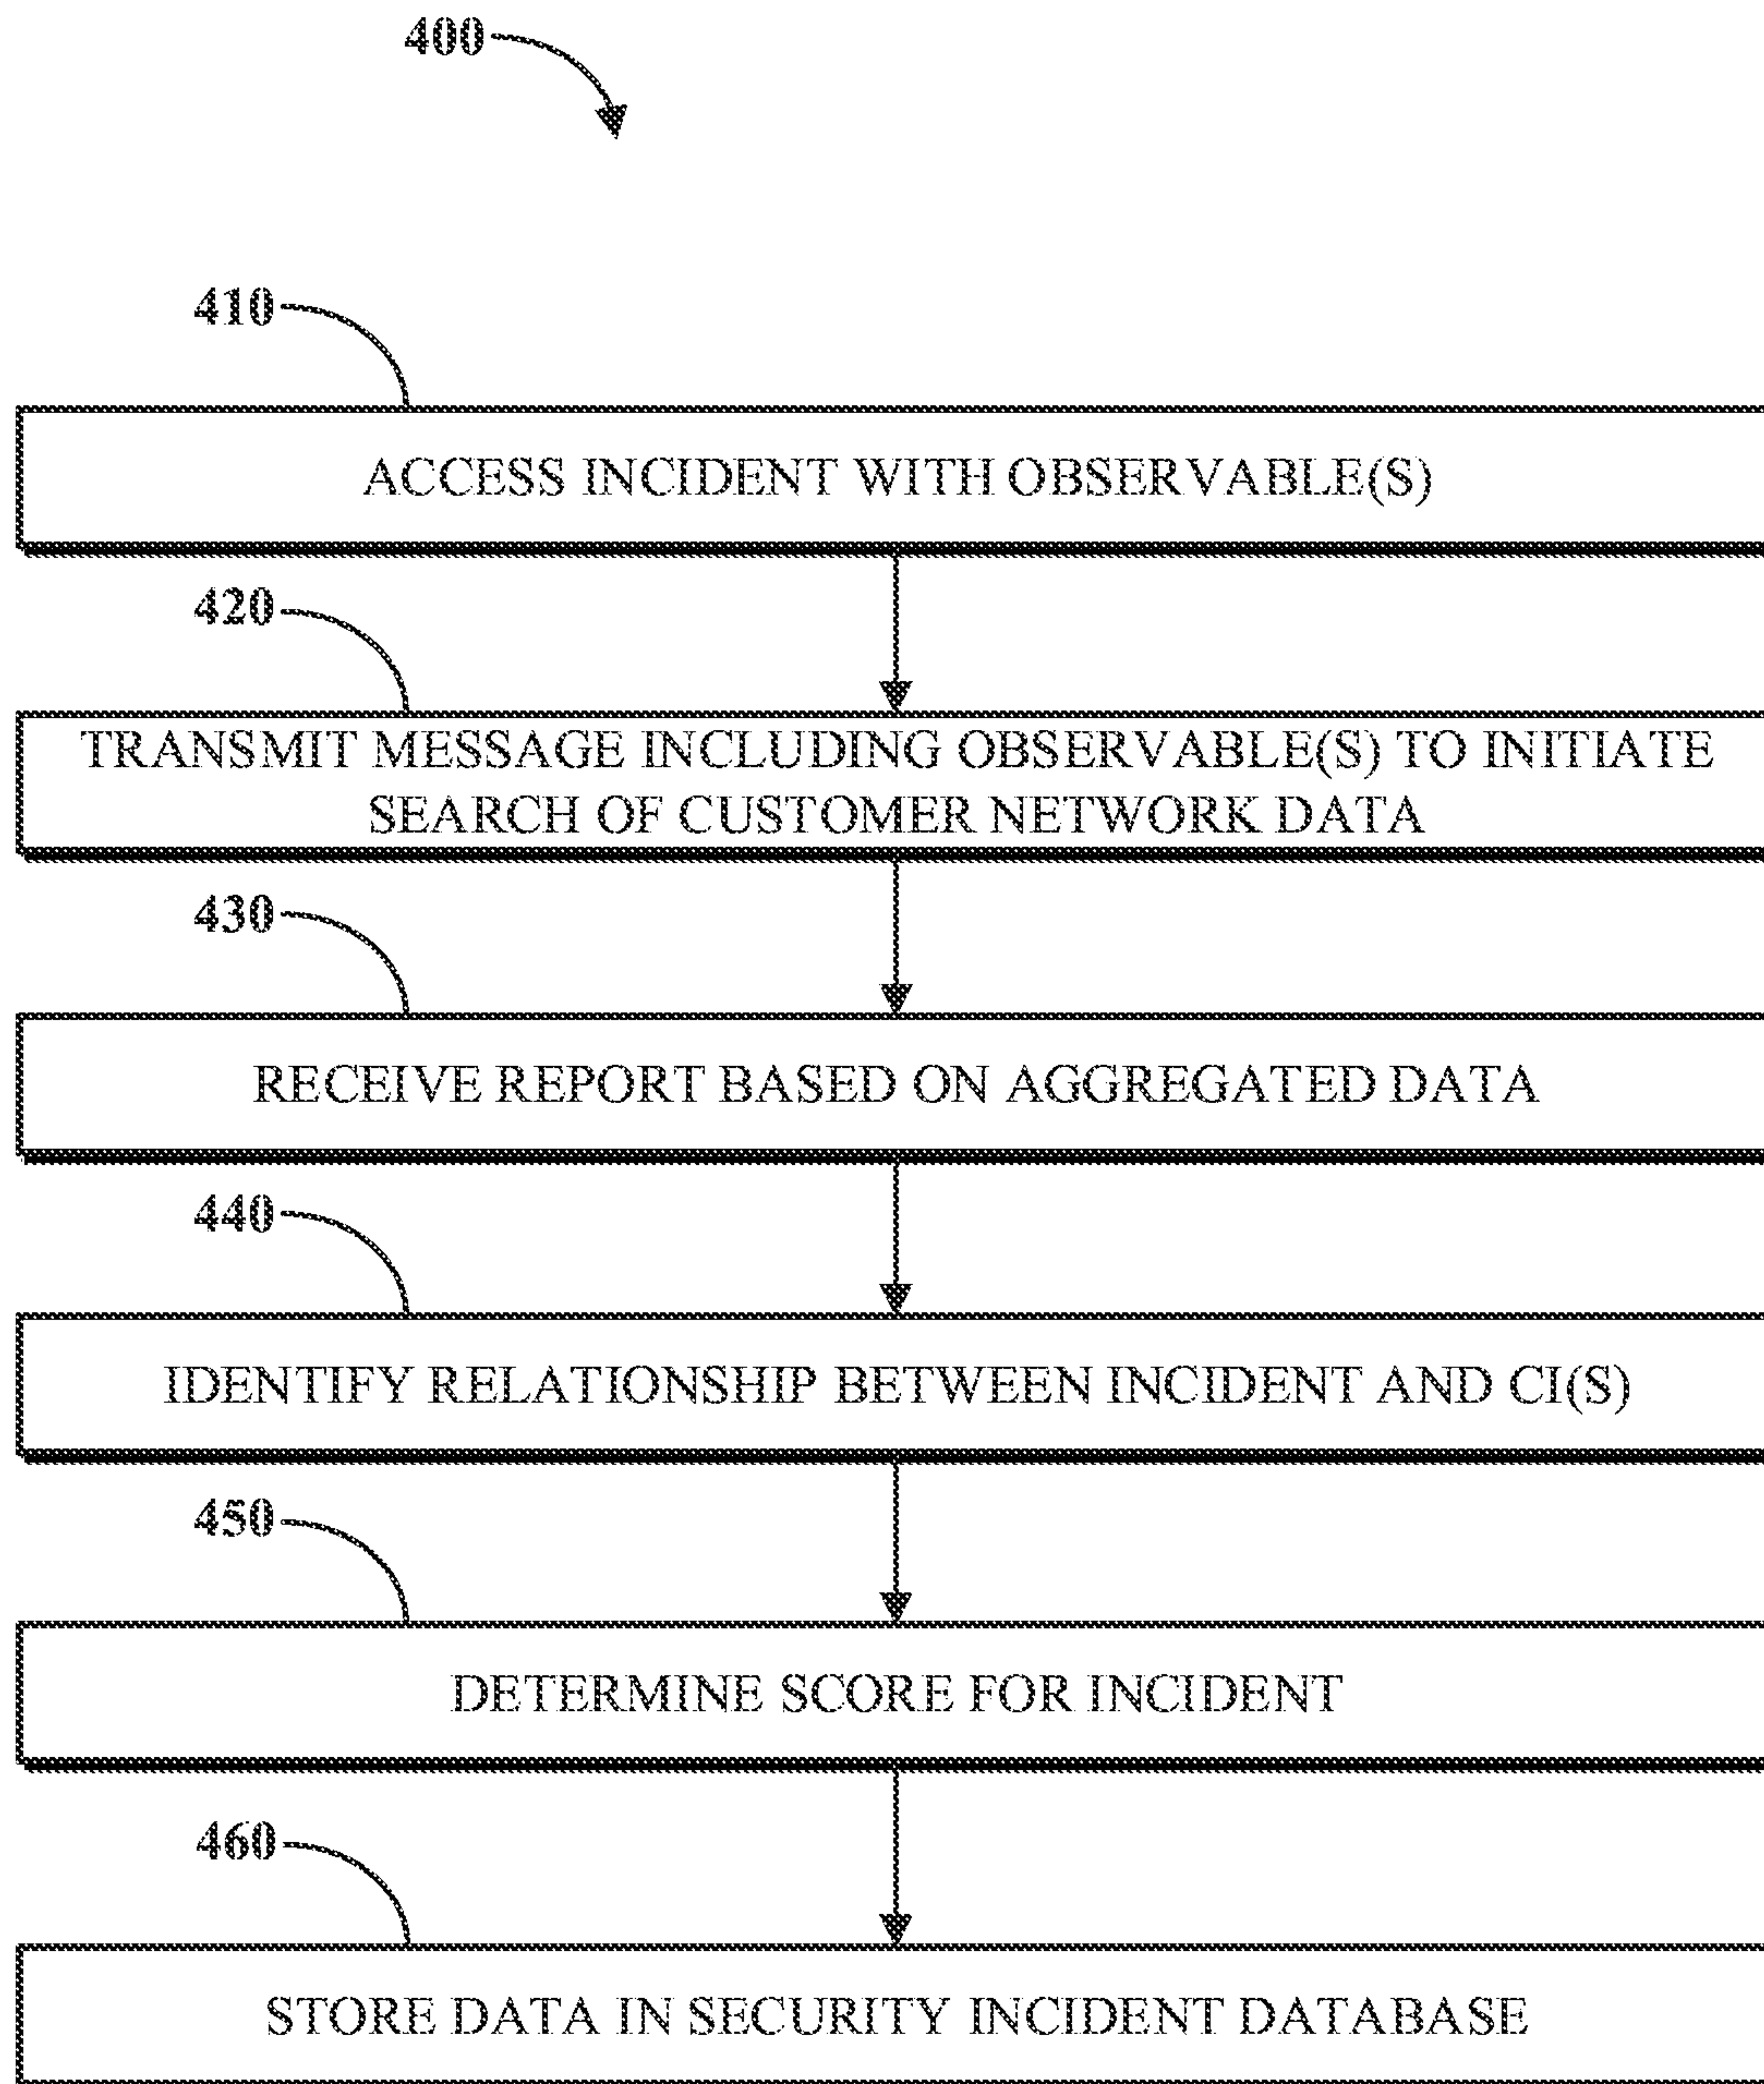 400
410
ACCESS INCIDENT WITH OBSERVABLE(S)
420
TRANSMIT MESSAGE INCLUDING OBSERVABLE(S) TO INITIATE
SEARCH OF CUSTOMER NETWORK DATA
430
RECEIVE REPORT BASED ON AGGREGATED DATA
440
IDENTIFY RELATIONSHIP BETWEEN INCIDENT AND CI(S)
450
DETERMINE SCORE FOR INCIDENT
460
STORE DATA IN SECURITY INCIDENT DATABASE